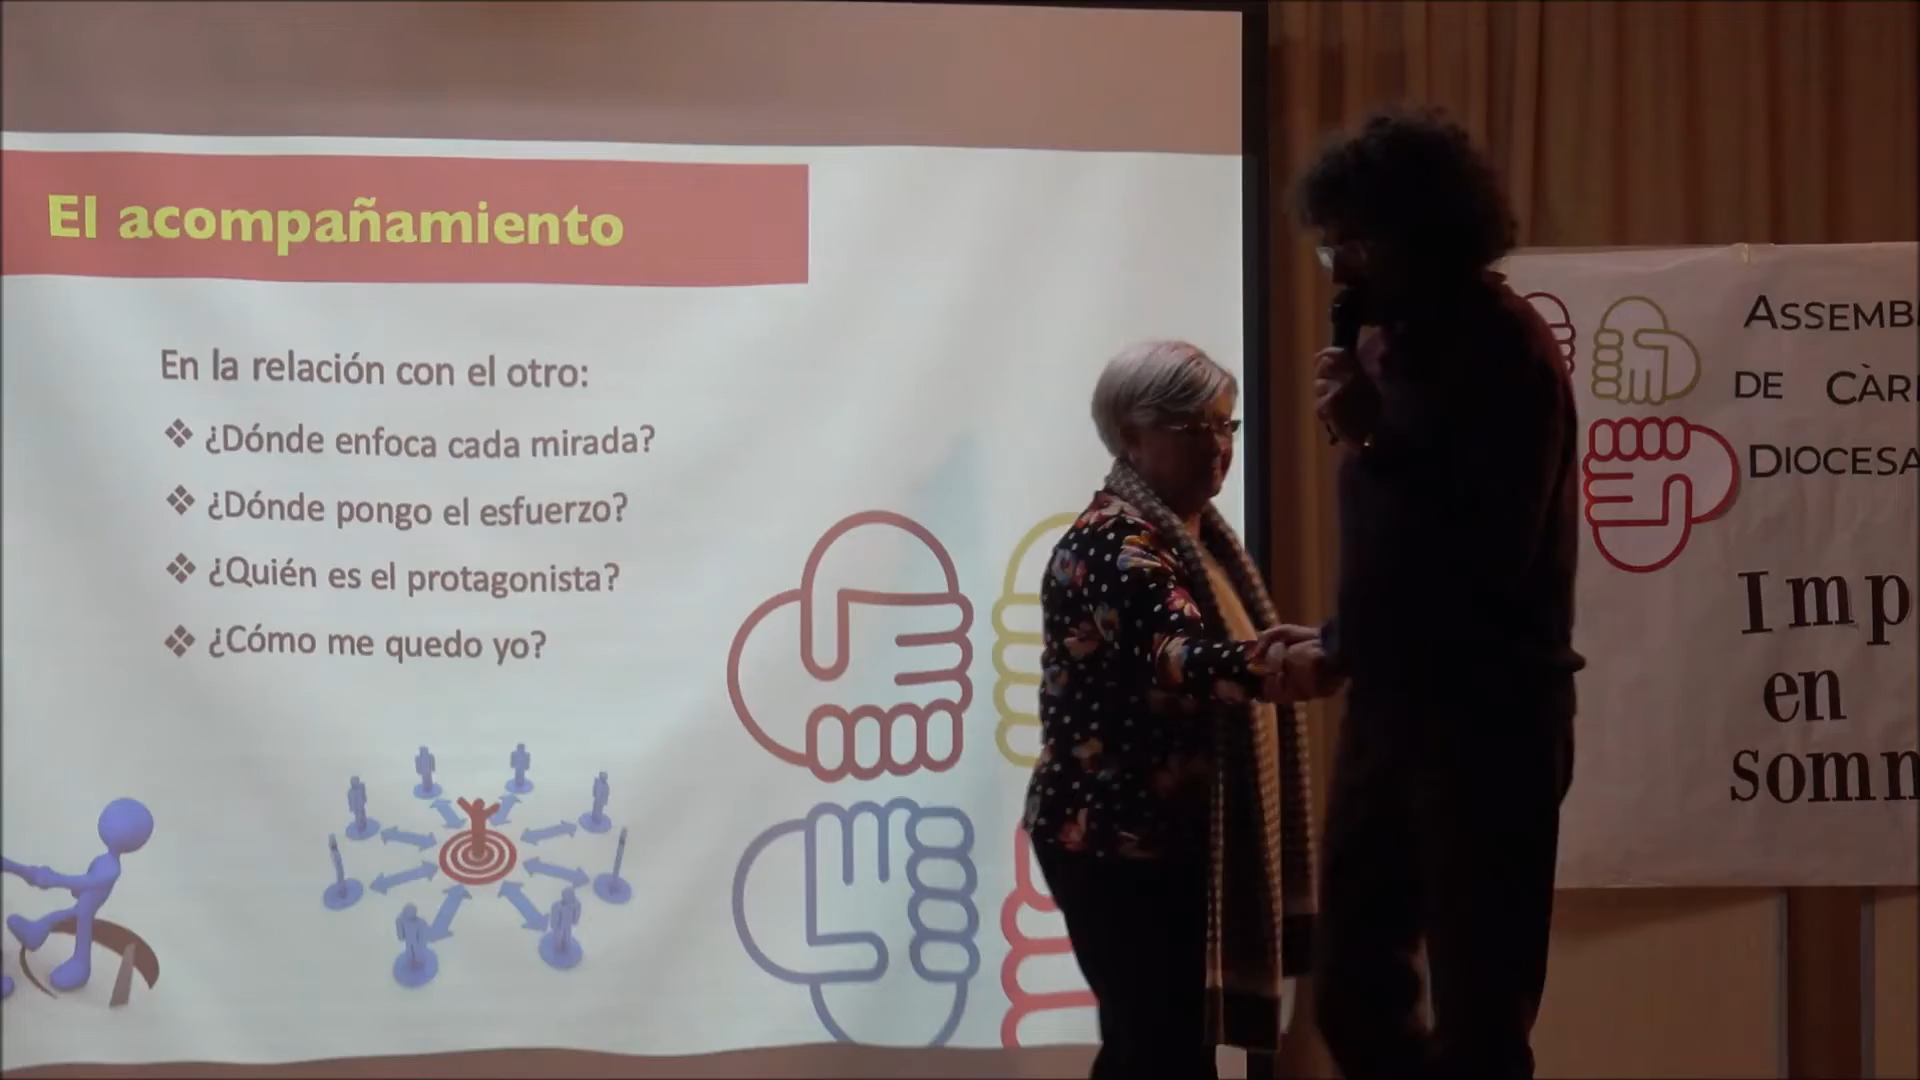 El acompañamiento
En la relación con el otro:
¿Dónde enfoca cada mirada?
¿Dónde pongo el esfuerzo?
¿Quién es el protagonista?
¿Cómo me quedo yo?
ASSEMB
DE CÀR
DIOCESA
Imp
en
somn